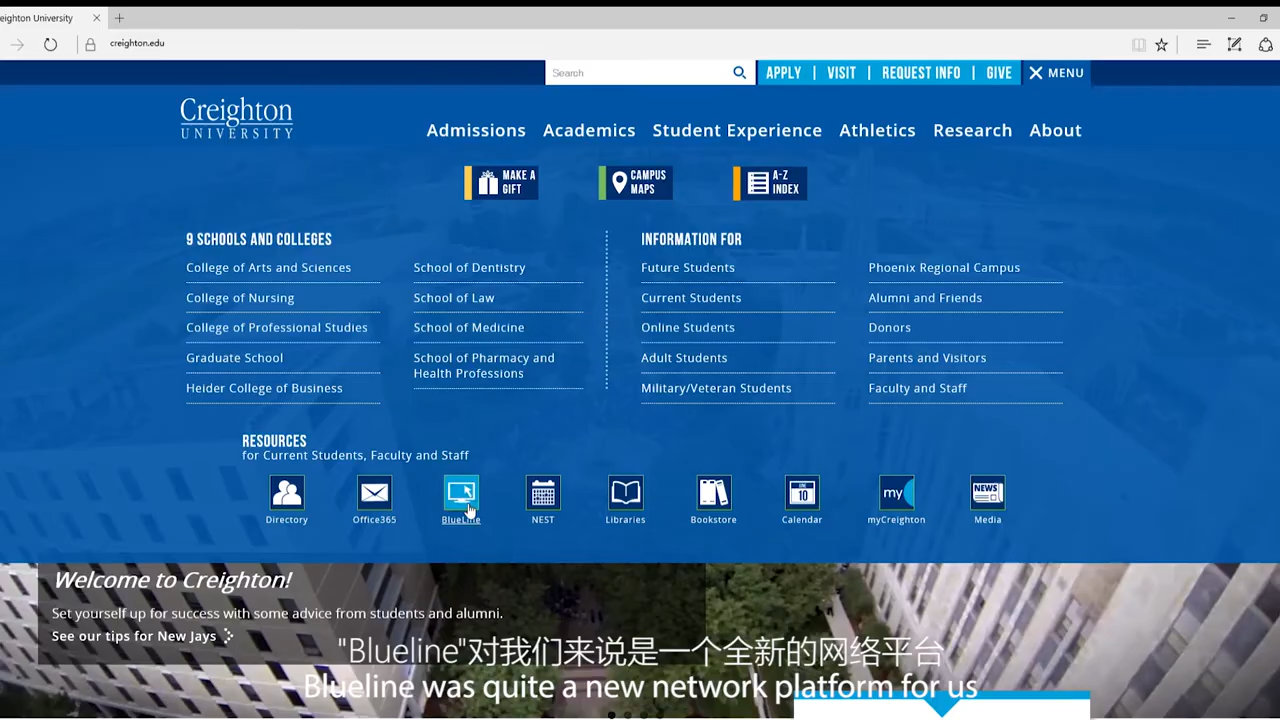 eighton University
creighton.edu
Search
APPLY | VISIT | REQUEST INFO | GIVE
MENU
Creighton
UNIVERSITY
Admissions
Academics
Student Experience
Athletics
Research
About
MAKE A
GIFT
CAMPUS
MAPS
A-Z
INDEX
9 SCHOOLS AND COLLEGES
College of Arts and Sciences
College of Nursing
College of Professional Studies
Graduate School
Heider College of Business
School of Dentistry
School of Law
School of Medicine
School of Pharmacy and
Health Professions
INFORMATION FOR
Future Students
Current Students
Online Students
Adult Students
Military/Veteran Students
Phoenix Regional Campus
Alumni and Friends
Donors
Parents and Visitors
Faculty and Staff
RESOURCES
for Current Students, Faculty and Staff
Directory
Office365
BlueLine
NEST
Libraries
Bookstore
10
Calendar
my
myCreighton
NEWS
Media
Welcome to Creighton!
Set yourself up for success with some advice from students and alumni.
See our tips for New Jays
"Blueline"对我们来说是一个全新的网络平台
Blueline was quite a new network platform for us